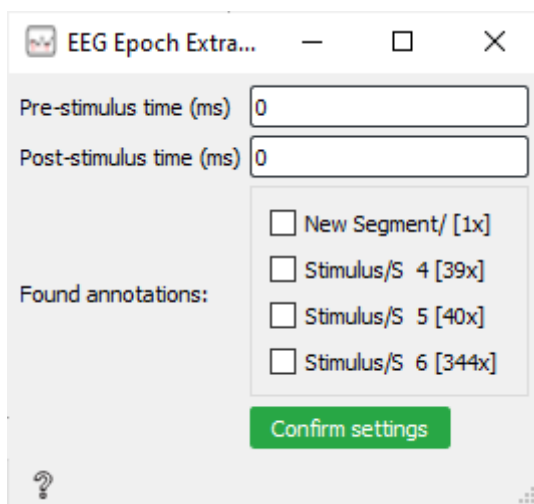 EEG Epoch Extra...
Pre-stimulus time (ms) 0
Post-stimulus time (ms) 0
Found annotations:
New Segment/ [1x]
Stimulus/S  4 [39x]
Stimulus/S  5 [40x]
Stimulus/S  6 [344x]
Confirm settings
?